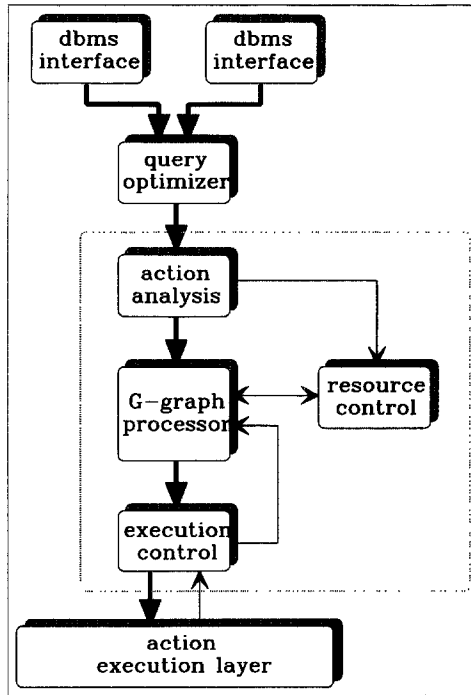 dbms
interface
dbms
interface
query
optimizer
action
analysis
G-graph
processor
resource
control
execution
control
action
execution layer